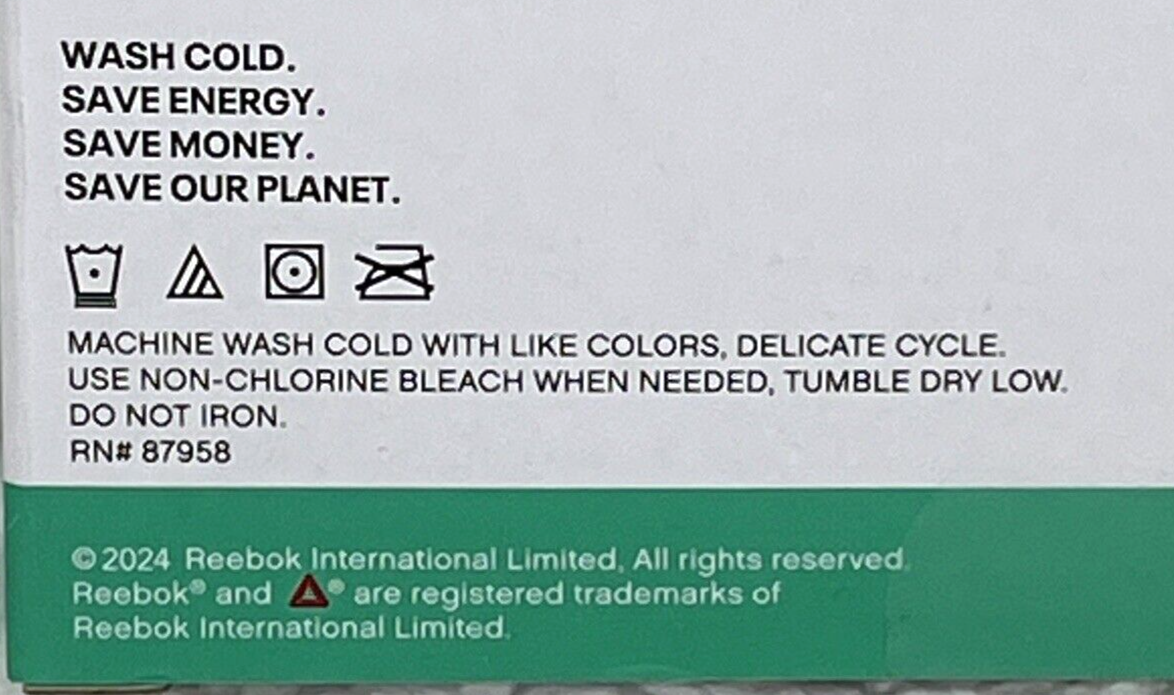 WASH COLD.
SAVE ENERGY.
SAVE MONEY.
SAVE OUR PLANET.
MACHINE WASH COLD WITH LIKE COLORS, DELICATE CYCLE.
USE NON-CHLORINE BLEACH WHEN NEEDED, TUMBLE DRY LOW.
DO NOT IRON.
RN# 87958
© 2024 Reebok International Limited. All rights reserved.
Reebok® and ® are registered trademarks of
Reebok International Limited.